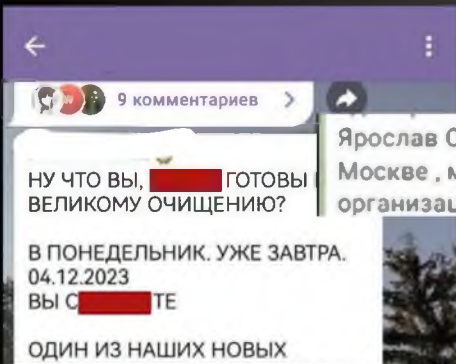 9 комментариев
НУ ЧТО ВЫ, ГОТОВЫ
ВЕЛИКОМУ ОЧИЩЕНИЮ?
В ПОНЕДЕЛЬНИК. УЖЕ ЗАВТРА.
04.12.2023
ВЫ С ТЕ
ОДИН ИЗ НАШИХ НОВЫХ
Ярослав
Москве